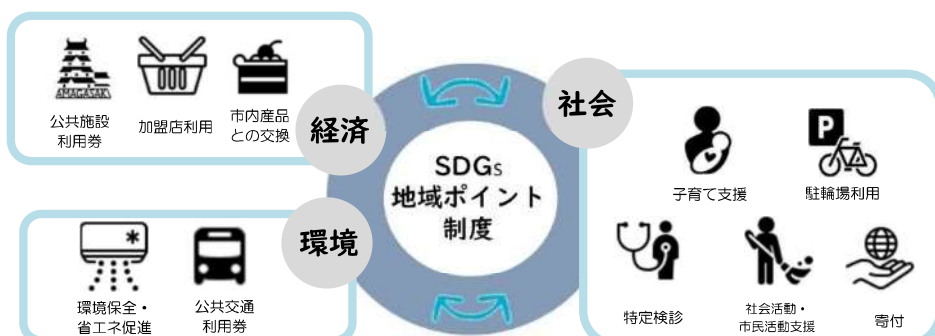 AMAGASAKI
公共施設
利用券
加盟店利用
市内産品
との交換
経済
環境保全・
省エネ促進
公共交通
利用券
環境
SDGs
地域ポイント
制度
社会
子育て支援
P
駐輪場利用
特定検診
社会活動・
市民活動支援
寄付